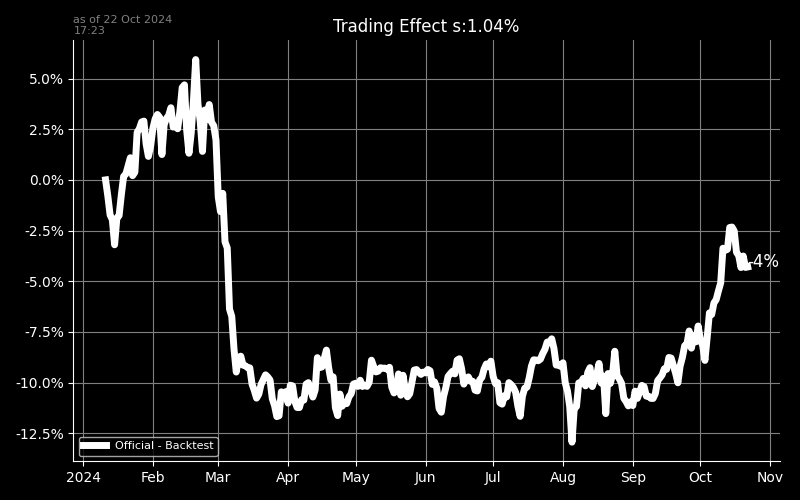 as of 22 Oct 2024
17:23
Trading Effect s:1.04%
5.0%
2.5%
0.0%
-2.5%
-5.0%
-7.5%
-10.0%
-12.5%
-4%
Official - Backtest
2024 Feb Mar Apr May Jun Jul Aug Sep Oct Nov